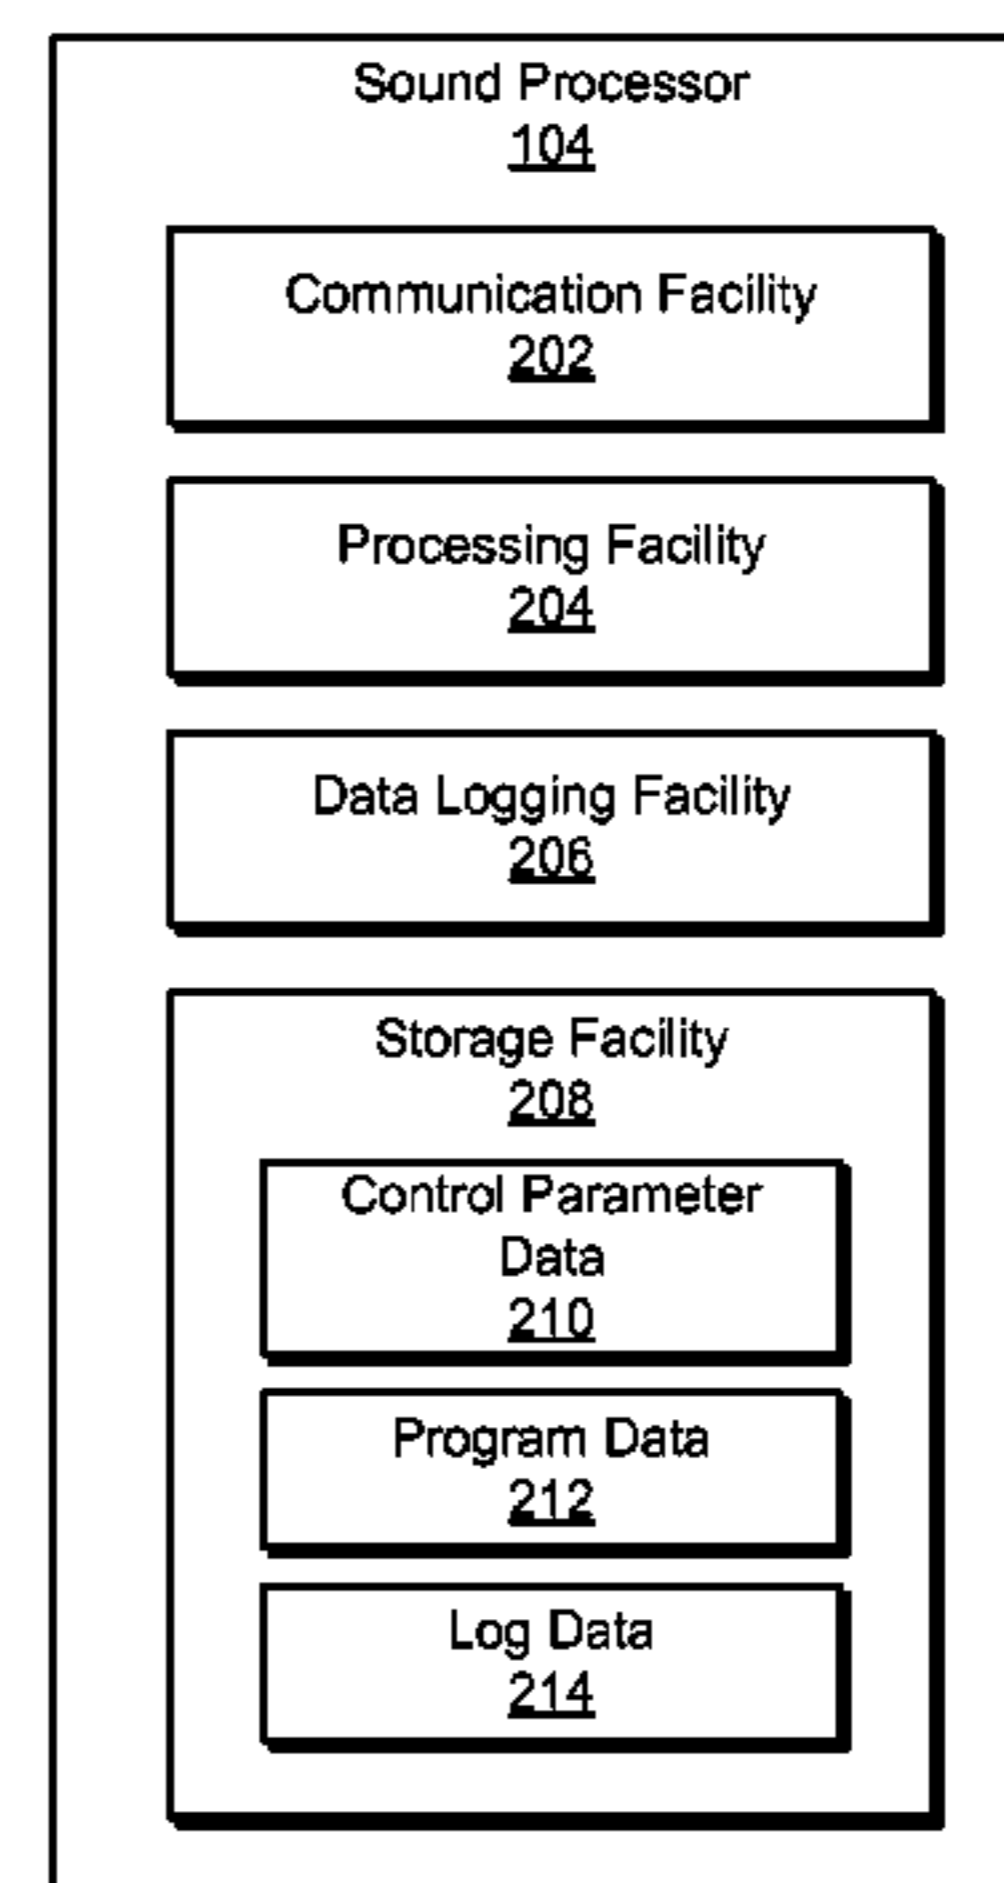 Sound Processor
104
Communication Facility
202
Processing Facility
204
Data Logging Facility
206
Storage Facility
208
Control Parameter
Data
210
Program Data
212
Log Data
214